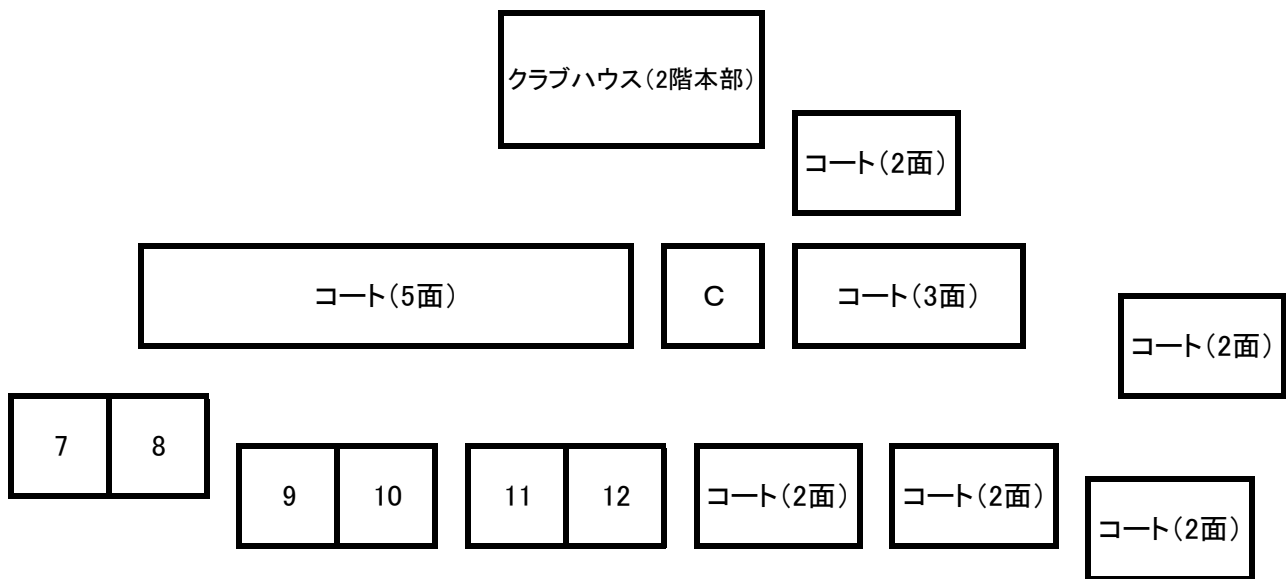 クラブハウス（2階本部）
コート（2面）
コート（5面）
C
コート（3面）
コート（2面）
7
8
9
10
11
12
コート（2面）
コート（2面）
コート（2面）